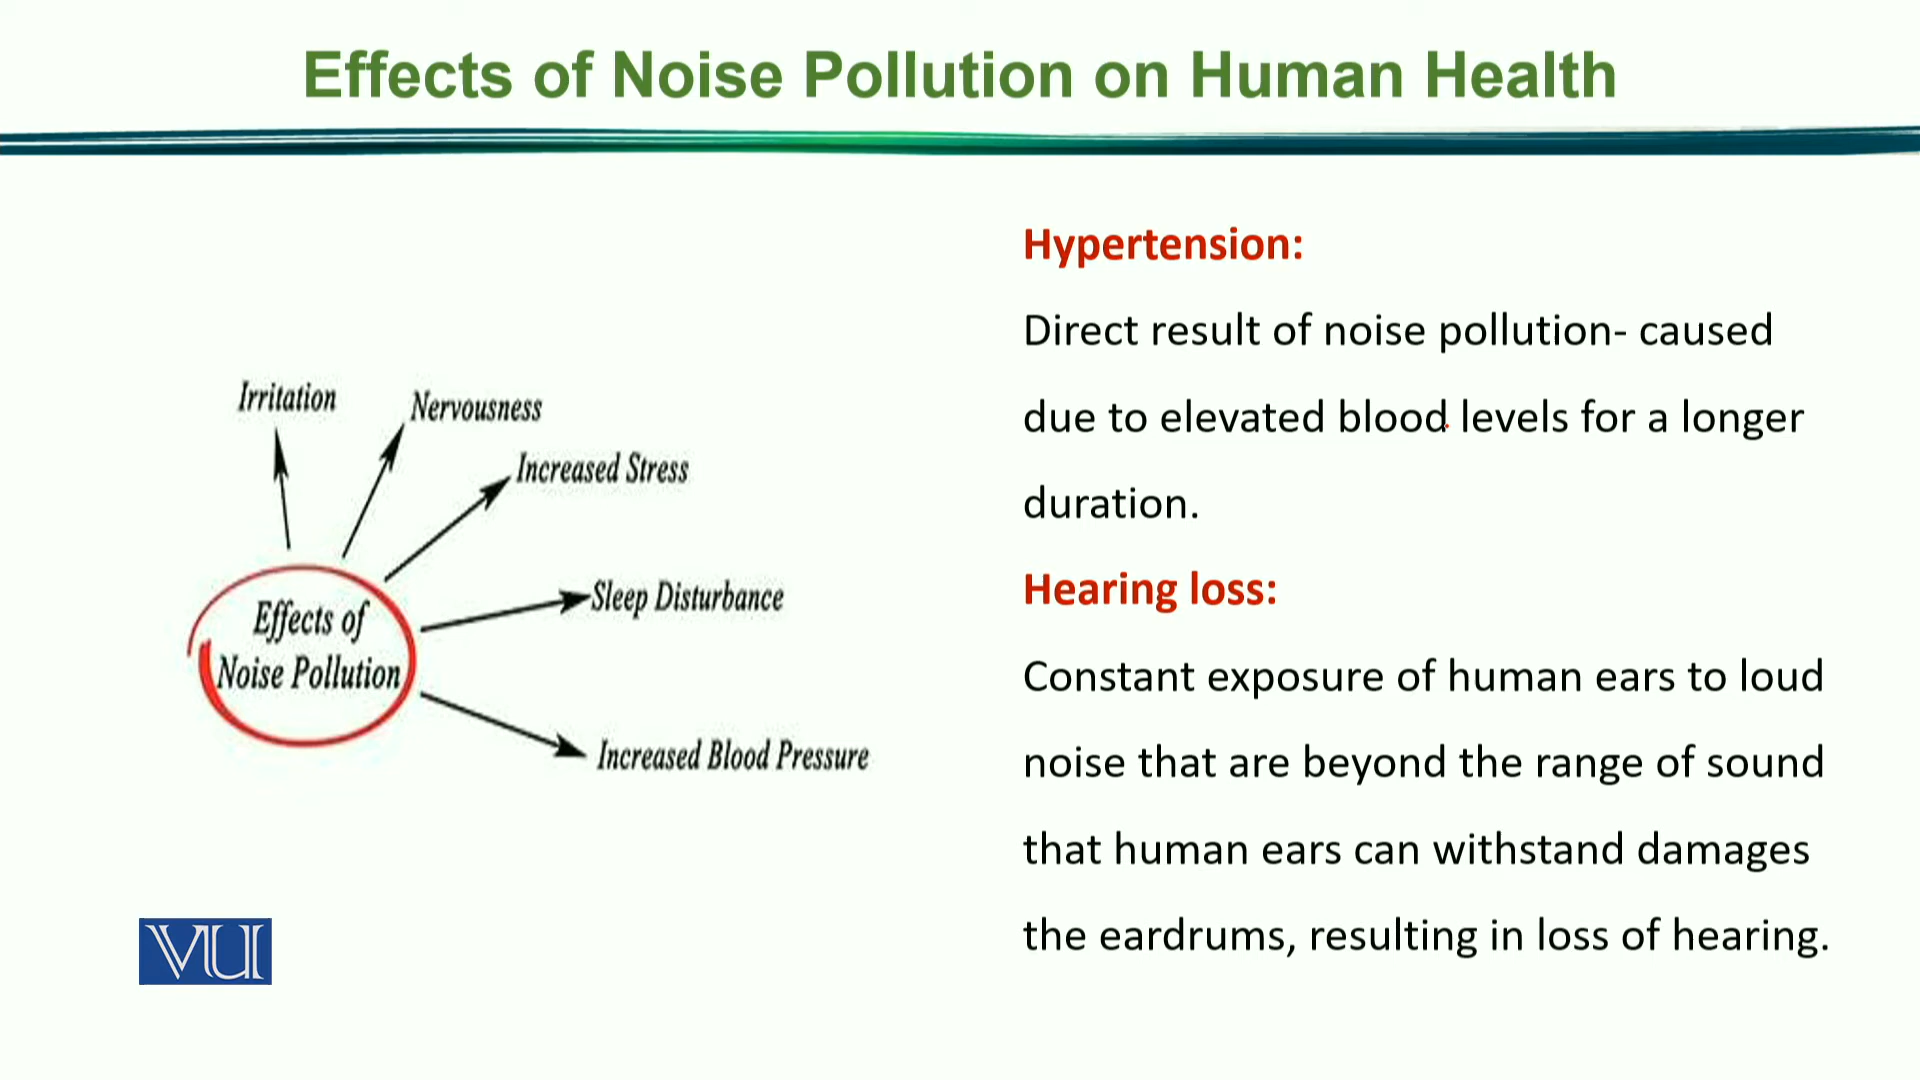 Effects of Noise Pollution on Human Health
Irritation
Nervousness
Increased Stress
Sleep Disturbance
Effects of
Noise Pollution
Increased Blood Pressure
Hypertension:
Direct result of noise pollution- caused
due to elevated blood levels for a longer
duration.
Hearing loss:
Constant exposure of human ears to loud
noise that are beyond the range of sound
that human ears can withstand damages
the eardrums, resulting in loss of hearing.
VU